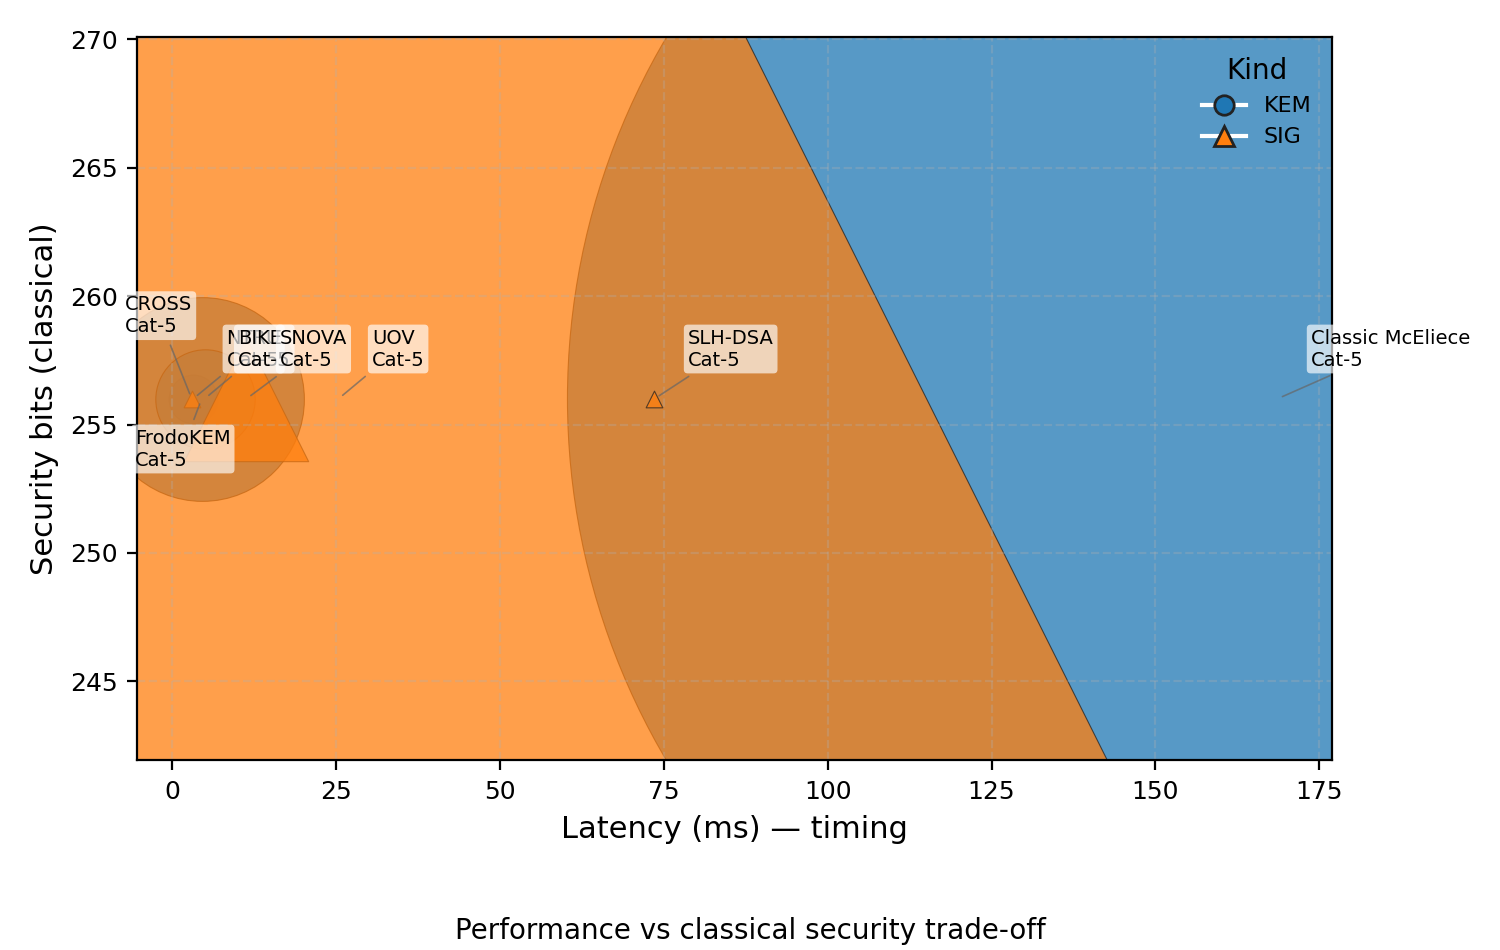 270
265
260
255
250
245
Security bits (classical)
Kind
KEM
SIG
CROSS
Cat-5
SNOVA
Cat-5
UOV
Cat-5
SLH-DSA
Cat-5
Classic McEliece
Cat-5
BIKE
Cat-5
FrodoKEM
Cat-5
0
25
50
75
100
125
150
175
Latency (ms) — timing
Performance vs classical security trade-off